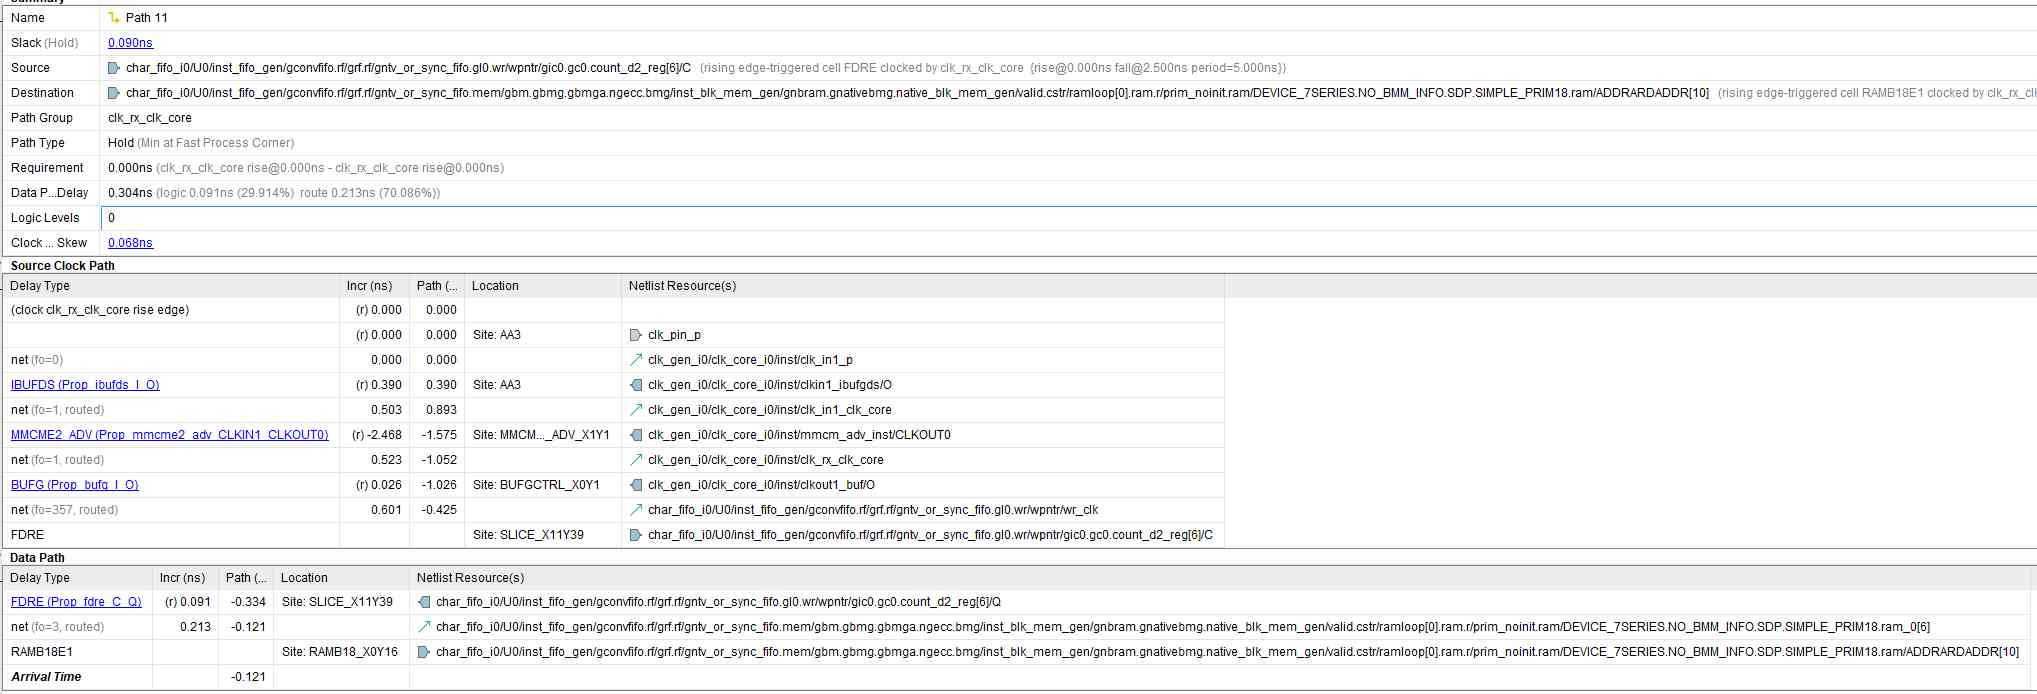 Summary
Name Path 11
Slack (Hold) 0.090ns
Source char_fifo_i0/U0/inst_fifo_gen/gconvfifo.rf/grf.rf/gntv_or_sync_fifo.gl0.wr/wpntr/gic0.gc0.count_d2_reg[6]/C (rising edge-triggered cell FDRE clocked by clk_rx_clk_core {rise@0.000ns fall@2.500ns period=5.000ns})
Destination char_fifo_i0/U0/inst_fifo_gen/gconvfifo.rf/grf.rf/gntv_or_sync_fifo.mem/gbm.gbmg.gbmga.ngecc.bmg/inst_blk_mem_gen/gnbram.gnativebmg.native_blk_mem_gen/valid.cstr/ramloop[0].ram.r/prim_noinit.ram/DEVICE_7SERIES.NO_BMM_INFO.SDP.SIMPLE_PRIM18.ram/ADDRARDADDR[10] (rising edge-triggered cell RAMB18E1 clocked by clk_rx_cl
Path Group clk_rx_clk_core
Path Type Hold (Min at Fast Process Corner)
Requirement 0.000ns (clk_rx_clk_core rise@0.000ns - clk_rx_clk_core rise@0.000ns)
Data P...Delay 0.304ns (logic 0.091ns (29.914%) route 0.213ns (70.086%))
Logic Levels 0
Clock ... Skew 0.068ns
Source Clock Path
Delay Type Incr (ns) Path (... Location Netlist Resource(s)
(clock clk_rx_clk_core rise edge) (r) 0.000 0.000
(r) 0.000 0.000 Site: AA3 clk_pin_p
net (fo=0) 0.000 0.000 clk_gen_i0/clk_core_i0/inst/clk_in1_p
IBUFDS (Prop_ibufds_I_O) (r) 0.390 0.390 Site: AA3 clk_gen_i0/clk_core_i0/inst/clkin1_ibufgds/O
net (fo=1, routed) 0.503 0.893 clk_gen_i0/clk_core_i0/inst/clk_in1_clk_core
MMCME2_ADV (Prop_mmcme2_adv_CLKIN1_CLKOUT0) (r) -2.468 -1.575 Site: MMCM..._ADV_X1Y1 clk_gen_i0/clk_core_i0/inst/mmcm_adv_inst/CLKOUT0
net (fo=1, routed) 0.523 -1.052 clk_gen_i0/clk_core_i0/inst/clk_rx_clk_core
BUFG (Prop_bufg_I_O) (r) 0.026 -1.026 Site: BUFGCTRL_X0Y1 clk_gen_i0/clk_core_i0/inst/clkout1_buf/O
net (fo=357, routed) 0.601 -0.425 char_fifo_i0/U0/inst_fifo_gen/gconvfifo.rf/grf.rf/gntv_or_sync_fifo.gl0.wr/wpntr/wr_clk
FDRE Site: SLICE_X11Y39 char_fifo_i0/U0/inst_fifo_gen/gconvfifo.rf/grf.rf/gntv_or_sync_fifo.gl0.wr/wpntr/gic0.gc0.count_d2_reg[6]/C
Data Path
Delay Type Incr (ns) Path (... Location Netlist Resource(s)
FDRE (Prop_fdre_C_Q) (r) 0.091 -0.334 Site: SLICE_X11Y39 char_fifo_i0/U0/inst_fifo_gen/gconvfifo.rf/grf.rf/gntv_or_sync_fifo.gl0.wr/wpntr/gic0.gc0.count_d2_reg[6]/Q
net (fo=3, routed) 0.213 -0.121 char_fifo_i0/U0/inst_fifo_gen/gconvfifo.rf/grf.rf/gntv_or_sync_fifo.mem/gbm.gbmg.gbmga.ngecc.bmg/inst_blk_mem_gen/gnbram.gnativebmg.native_blk_mem_gen/valid.cstr/ramloop[0].ram.r/prim_noinit.ram/DEVICE_7SERIES.NO_BMM_INFO.SDP.SIMPLE_PRIM18.ram_0[6]
RAMB18E1 Site: RAMB18_X0Y16 char_fifo_i0/U0/inst_fifo_gen/gconvfifo.rf/grf.rf/gntv_or_sync_fifo.mem/gbm.gbmg.gbmga.ngecc.bmg/inst_blk_mem_gen/gnbram.gnativebmg.native_blk_mem_gen/valid.cstr/ramloop[0].ram.r/prim_noinit.ram/DEVICE_7SERIES.NO_BMM_INFO.SDP.SIMPLE_PRIM18.ram/ADDRARDADDR[10]
Arrival Time -0.121